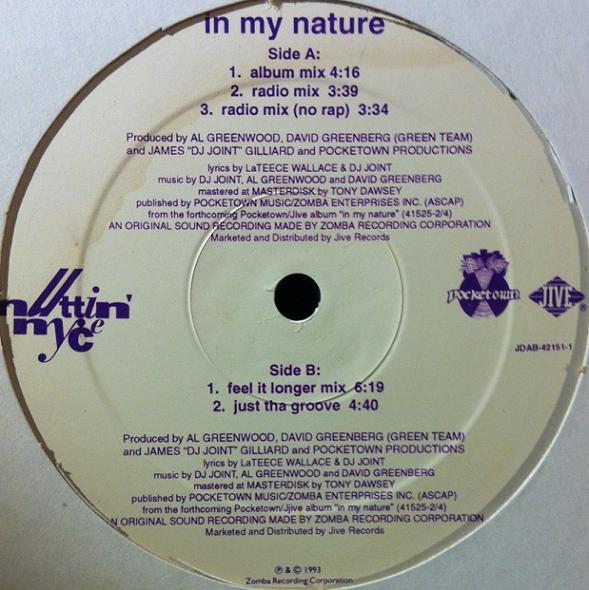 in my nature
Side A:
1. album mix 4:16
2. radio mix 3:39
3. radio mix (no rap) 3:34
Produced by AL GREENWOOD, DAVID GREENBERG (GREEN TEAM)
and JAMES "DJ JOINT" GILLIARD and POCKETOWN PRODUCTIONS
lyrics by LaTEECE WALLACE & DJ JOINT
music by DJ JOINT, AL GREENWOOD and DAVID GREENBERG
mastered at MASTERDISK by TONY DAWSEY
published by POCKETOWN MUSIC/ZOMBA ENTERPRISES INC. (ASCAP)
from the forthcoming Pocketown/Jive album "in my nature" (41525-2/4)
AN ORIGINAL SOUND RECORDING MADE BY ZOMBA RECORDING CORPORATION
Marketed and Distributed by Jive Records
nuttin'
nyce
pocketown
JIVE
®
JDAB-42151-1
Side B:
1. feel it longer mix 6:19
2. just tha groove 4:40
Produced by AL GREENWOOD, DAVID GREENBERG (GREEN TEAM)
and JAMES "DJ JOINT" GILLIARD and POCKETOWN PRODUCTIONS
lyrics by LaTEECE WALLACE & DJ JOINT
music by DJ JOINT, AL GREENWOOD and DAVID GREENBERG
mastered at MASTERDISK by TONY DAWSEY
published by POCKETOWN MUSIC/ZOMBA ENTERPRISES INC. (ASCAP)
from the forthcoming Pocketown/Jjive album "in my nature" (41525-2/4)
N ORIGINAL SOUND RECORDING MADE BY ZOMBA RECORDING CORPORATION
Marketed and Distributed by Jive Records
℗ & © 1993
Zomba Recording Corporation